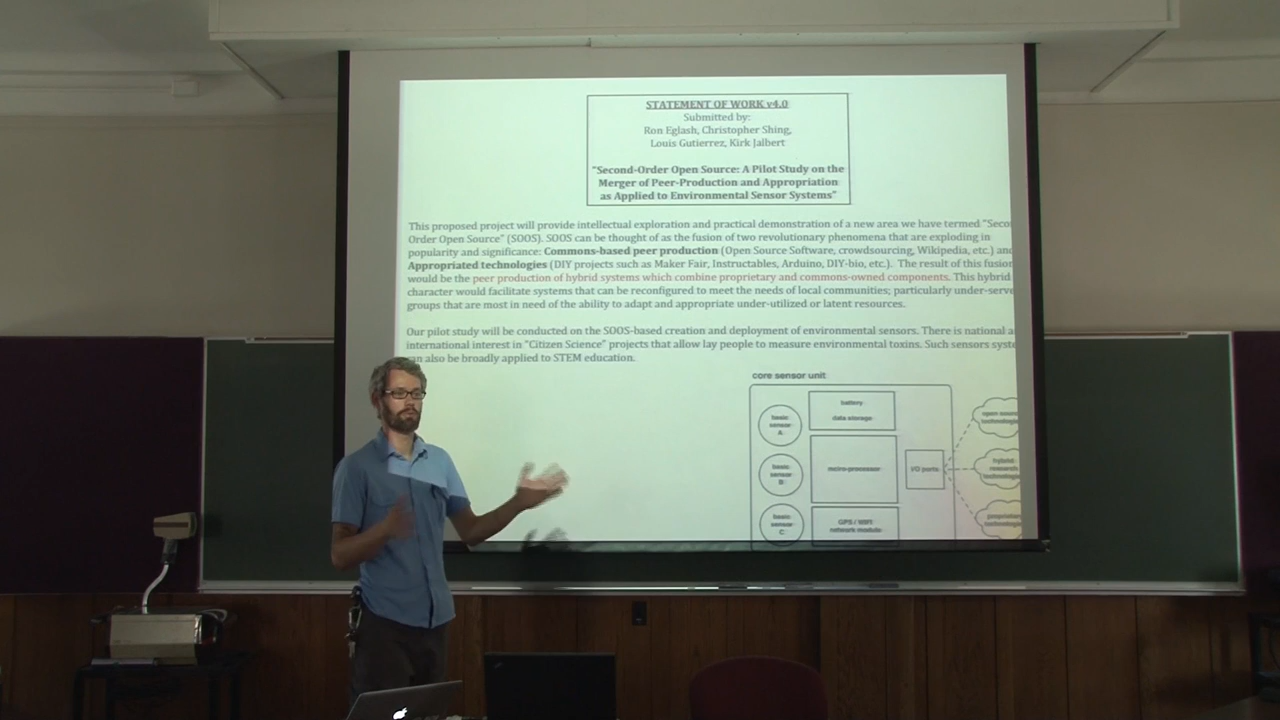 STATEMENT OF WORK v4.0
Submitted by:
Ron Eglash, Christopher Shing,
Louis Gutierrez, Kirk Jalbert
"Second-Order Open Source: A Pilot Study on the
Merger of Peer-Production and Appropriation
as Applied to Environmental Sensor Systems"
This proposed project will provide intellectual exploration and practical demonstration of a new area we have termed "Seco
Order Open Source" (SOOS). SOOS can be thought of as the fusion of two revolutionary phenomena that are exploding in
popularity and significance: Commons-based peer production (Open Source Software, crowdsourcing, Wikipedia, etc.) and
Appropriated technologies (DIY projects such as Maker Fair, Instructables, Arduino, DIY-bio, etc.). The result of this fusion
would be the peer production of hybrid systems which combine proprietary and commons-owned components. This hybrid
character would facilitate systems that can be reconfigured to meet the needs of local communities; particularly under-serve
groups that are most in need of the ability to adapt and appropriate under-utilized or latent resources.
Our pilot study will be conducted on the SOOS-based creation and deployment of environmental sensors. There is national a
international interest in "Citizen Science" projects that allow lay people to measure environmental toxins. Such sensors syste
an also be broadly applied to STEM education.
core sensor unit
basic
sensor
A
battery
data storage
open source
technologie
basic
sensor
B
mciro-processor
I/O ports
hybrid
research
technologie
basic
sensor
C
GPS / WiFi
network module
proprietary
technologie